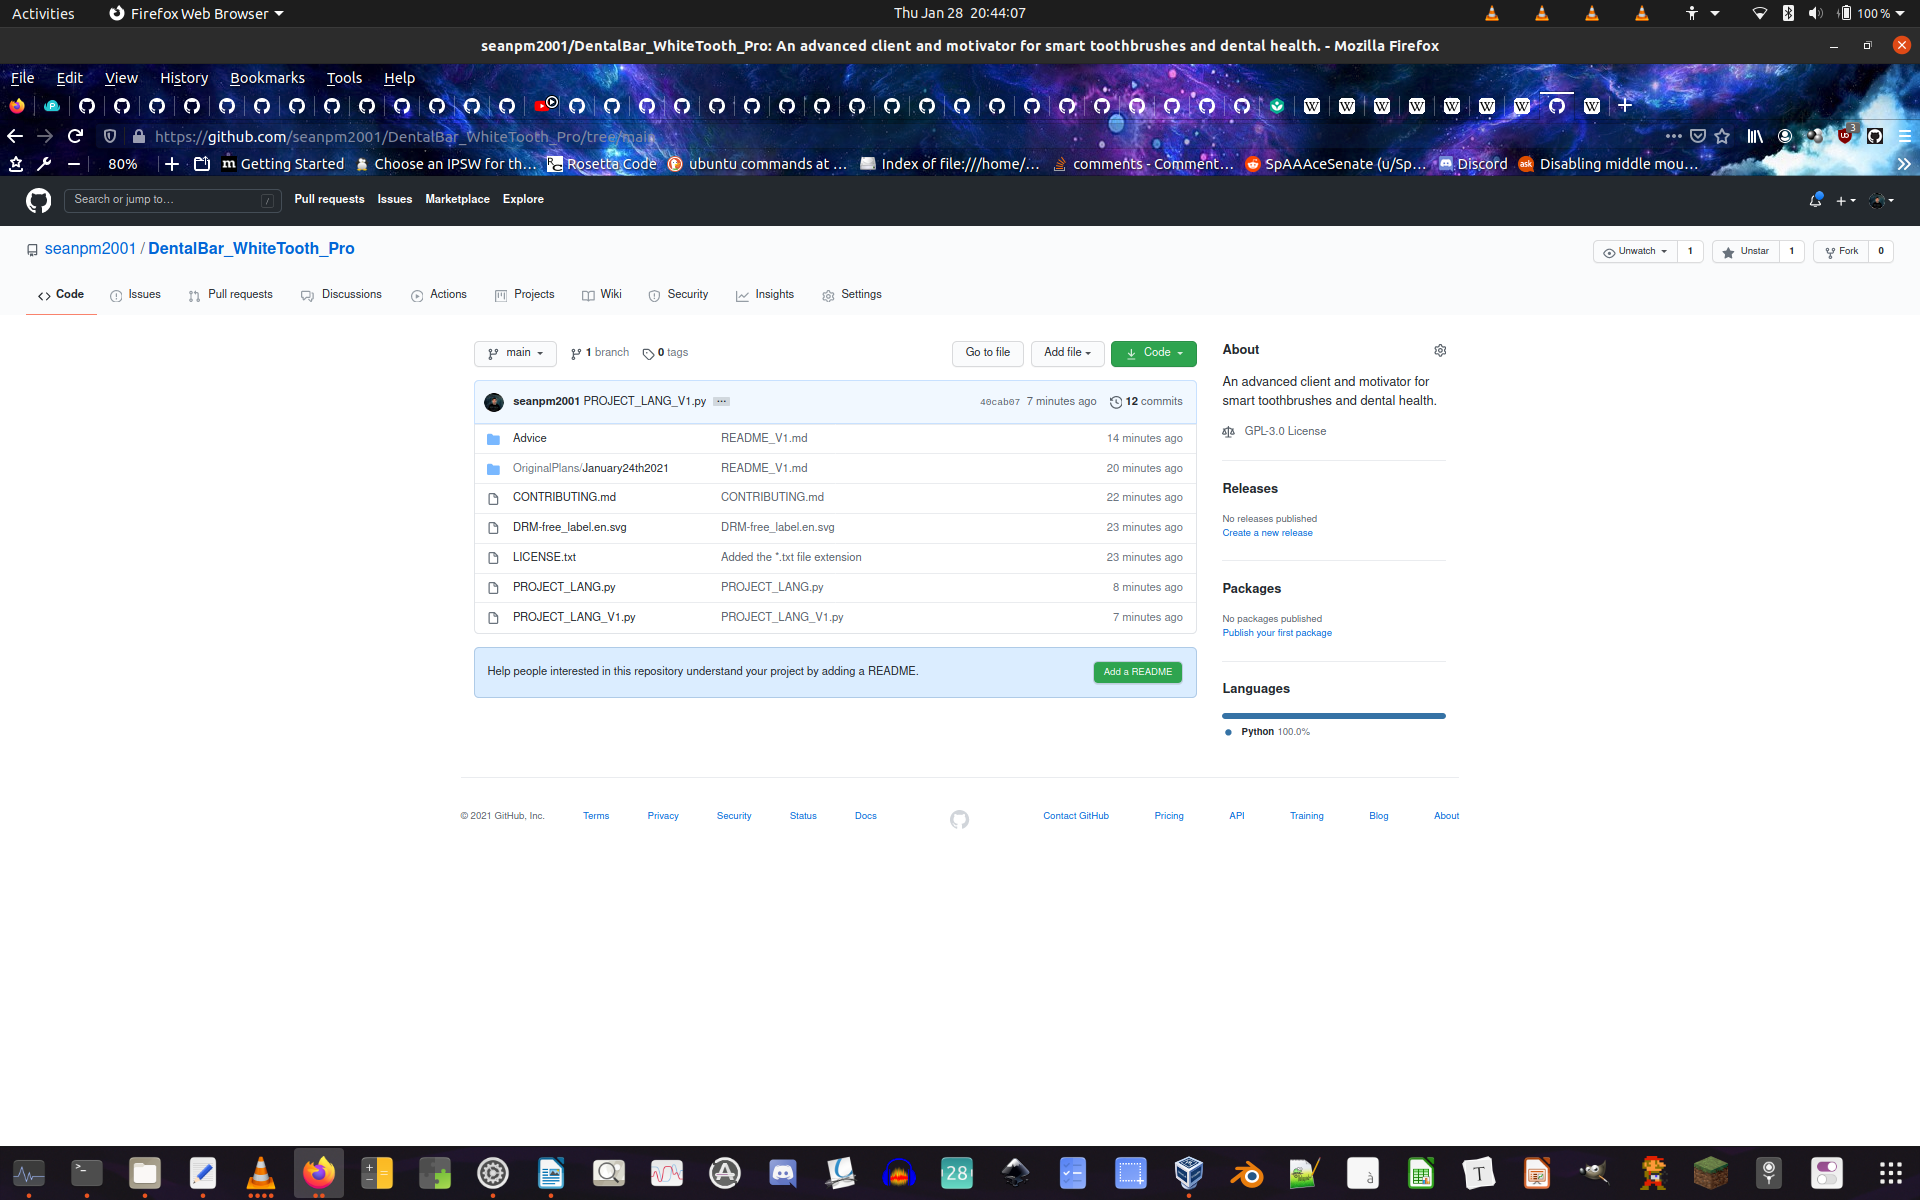 Activities Firefox Web Browser Thu Jan 28 20:44:07 100 %
seanpm2001/DentalBar_WhiteTooth_Pro: An advanced client and motivator for smart toothbrushes and dental health. - Mozilla Firefox
File Edit View History Bookmarks Tools Help
https://github.com/seanpm2001/DentalBar_WhiteTooth_Pro/tree/main 3
80% Getting Started Choose an IPSW for th… Rosetta Code ubuntu commands at … Index of file:///home/… comments - Comment… SpAAAceSenate (u/Sp… Discord Disabling middle mou…
Search or jump to… / Pull requests Issues Marketplace Explore
seanpm2001 / DentalBar_WhiteTooth_Pro Unwatch 1 Unstar 1 Fork 0
Code Issues Pull requests Discussions Actions Projects Wiki Security Insights Settings
main 1 branch 0 tags Go to file Add file Code
seanpm2001 PROJECT_LANG_V1.py 40cab07 7 minutes ago 12 commits
Advice README_V1.md 14 minutes ago
OriginalPlans/January24th2021 README_V1.md 20 minutes ago
CONTRIBUTING.md CONTRIBUTING.md 22 minutes ago
DRM-free_label.en.svg DRM-free_label.en.svg 23 minutes ago
LICENSE.txt Added the *.txt file extension 23 minutes ago
PROJECT_LANG.py PROJECT_LANG.py 8 minutes ago
PROJECT_LANG_V1.py PROJECT_LANG_V1.py 7 minutes ago
Help people interested in this repository understand your project by adding a README. Add a README
About
An advanced client and motivator for
smart toothbrushes and dental health.
GPL-3.0 License
Releases
No releases published
Create a new release
Packages
No packages published
Publish your first package
Languages
Python 100.0%
© 2021 GitHub, Inc. Terms Privacy Security Status Docs Contact GitHub Pricing API Training Blog About
28